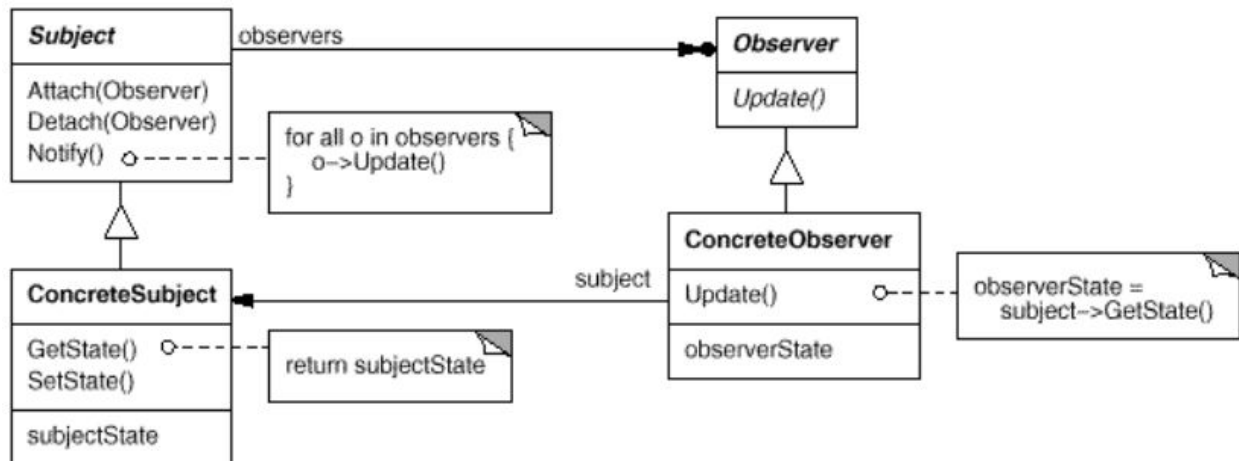 Subject
observers
Observer
Attach(Observer)
Detach(Observer)
Notify()
for all o in observers {
o->Update()
}
Update()
ConcreteSubject
GetState()
SetState()
subjectState
return subjectState
subject
ConcreteObserver
Update()
observerState
observerState =
subject->GetState()